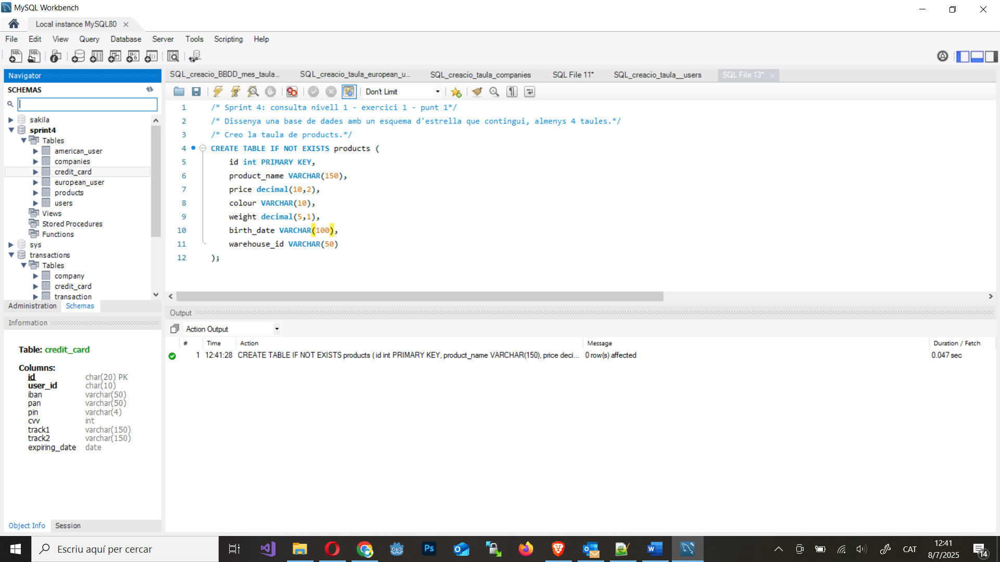 MySQL Workbench
Local instance MySQL80
File Edit View Query Database Server Tools Scripting Help
Navigator
SCHEMAS
sakila
sprint4
Tables
american_user
companies
credit_card
european_user
products
users
Views
Stored Procedures
Functions
sys
transactions
Tables
company
credit_card
transaction
Administration Schemas
Information
Table: credit_card
Columns:
id char(20) PK
user_id char(10)
iban varchar(50)
pan varchar(50)
pin varchar(4)
cvv int
track1 varchar(150)
track2 varchar(150)
expiring_date date
Object Info Session
SQL_creacio_BBDD_mes_taula... SQL_creacio_taula_european_u... SQL_creacio_taula_companies SQL File 11* SQL_creacio_taula__users SQL File 13*
Don't Limit
1 /* Sprint 4: consulta nivell 1 - exercici 1 - punt 1*/
2 /* Dissenya una base de dades amb un esquema d'estrella que contingui, almenys 4 taules.*/
3 /* Creo la taula de products.*/
4 CREATE TABLE IF NOT EXISTS products (
5 id int PRIMARY KEY,
6 product_name VARCHAR(150),
7 price decimal(10,2),
8 colour VARCHAR(10),
9 weight decimal(5,1),
10 birth_date VARCHAR(100),
11 warehouse_id VARCHAR(50)
12 );
Output
Action Output
# Time Action Message Duration / Fetch
1 12:41:28 CREATE TABLE IF NOT EXISTS products ( id int PRIMARY KEY, product_name VARCHAR(150), price deci... 0 row(s) affected 0.047 sec
Escriu aquí per cercar
CAT
12:41
8/7/2025
14